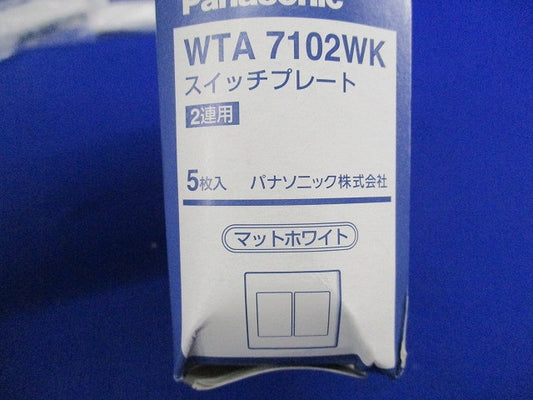 Panasonic
WTA 7102WK
スイッチプレート
2連用
5枚入 パナソニック株式会社
マットホワイト